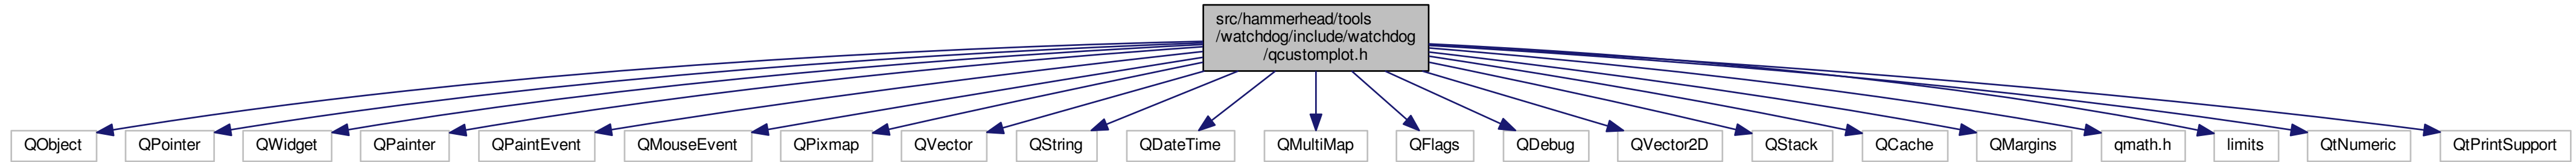 src/hammerhead/tools
/watchdog/include/watchdog
/qcustomplot.h
QObject
QPointer
QWidget
QPainter
QPaintEvent
QMouseEvent
QPixmap
QVector
QString
QDateTime
QMultiMap
QFlags
QDebug
QVector2D
QStack
QCache
QMargins
qmath.h
limits
QtNumeric
QtPrintSupport